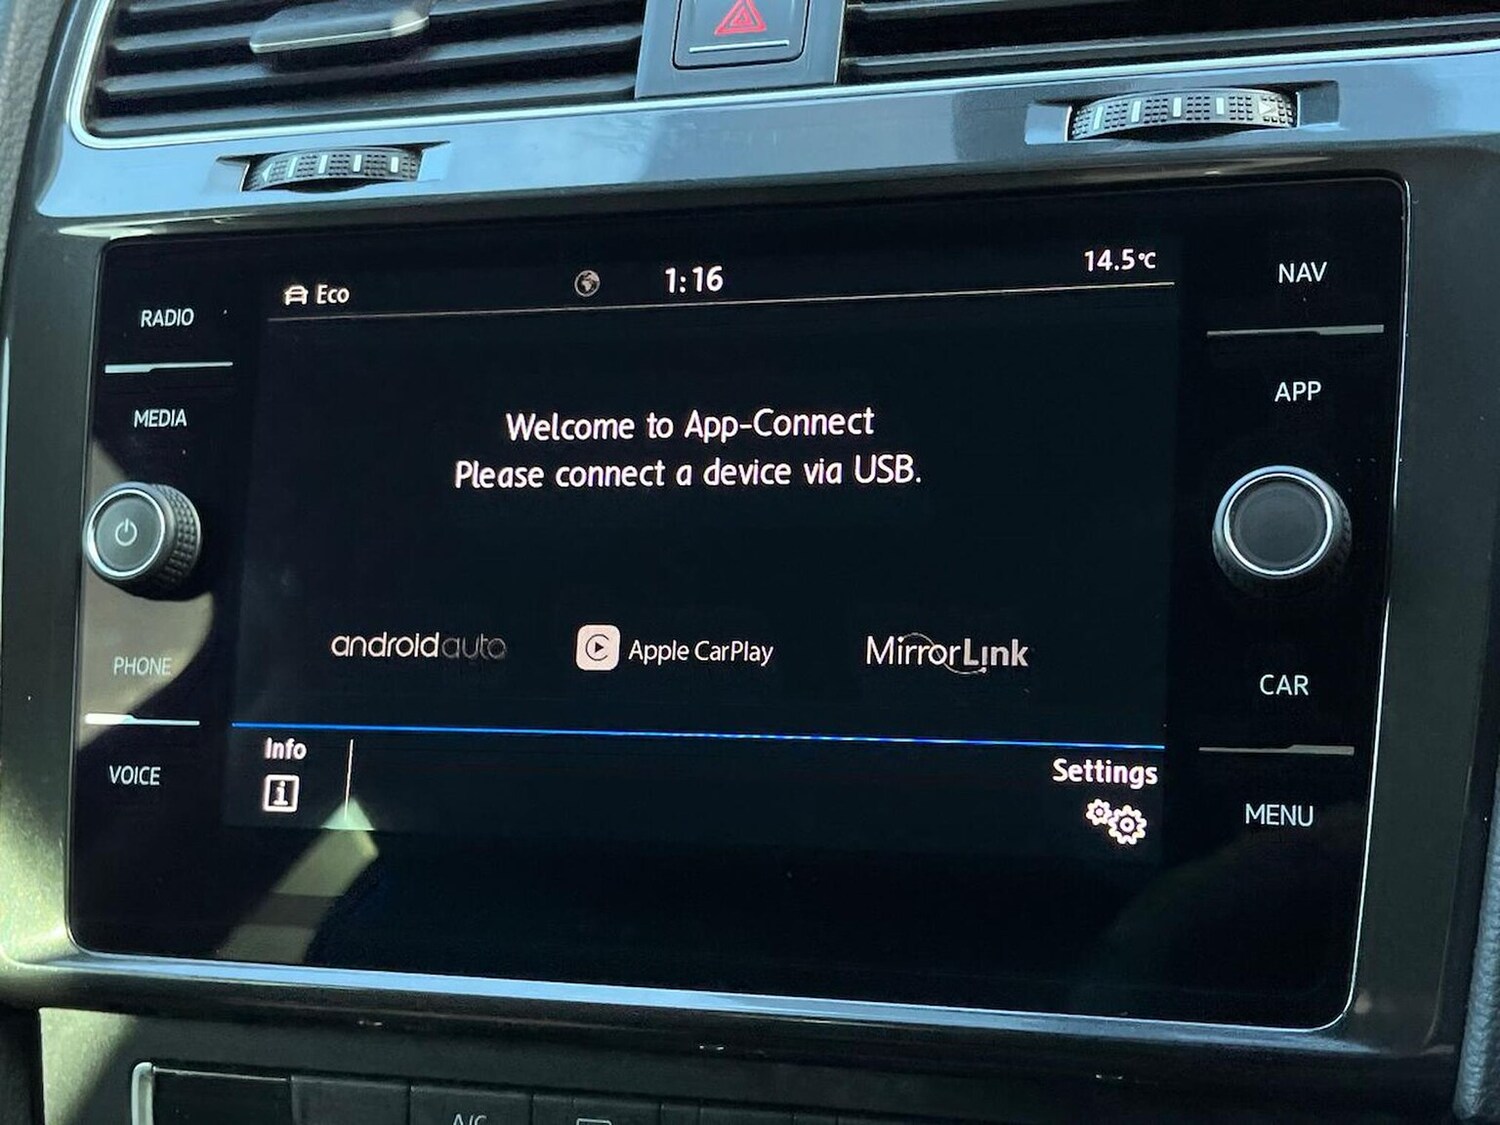 Eco
1:16
14.5°C
NAV
RADIO
APP
MEDIA
Welcome to App-Connect
Please connect a device via USB.
androidauto
Apple CarPlay
MirrorLink
PHONE
CAR
Info
Settings
VOICE
MENU
A/C